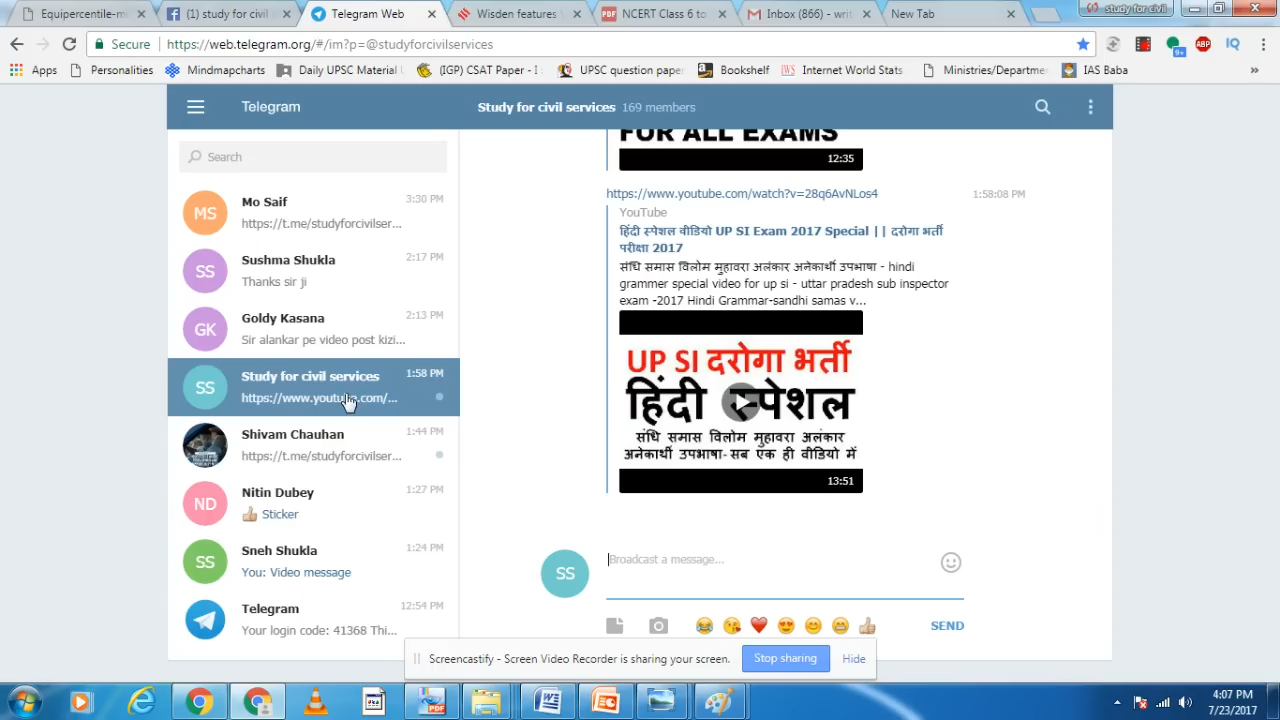 Equipercentile-m
(1) study for civil
Telegram Web
Wisden features
NCERT Class 6 to
Inbox (866) - writ
New Tab
study for civil
Secure
https://web.telegram.org/#/im?p=@studyforcivilservices
9+
ABP
IQ
Apps
Personalities
Mindmapcharts
Daily UPSC Material
(IGP) CSAT Paper - I
UPSC question pape
Bookshelf
IWS
Internet World Stats
Ministries/Departme
IAS Baba
»
Telegram
Study for civil services 169 members
Search
MS
Mo Saif
3:30 PM
https://t.me/studyforcivilser...
SS
Sushma Shukla
2:17 PM
Thanks sir ji
GK
Goldy Kasana
2:13 PM
Sir alankar pe video post kizi...
SS
Study for civil services
1:58 PM
https://www.youtube.com/...
Shivam Chauhan
1:44 PM
https://t.me/studyforcivilser...
ND
Nitin Dubey
1:27 PM
Sticker
SS
Sneh Shukla
1:24 PM
You: Video message
Telegram
12:54 PM
Your login code: 41368 Thi...
FOR ALL EXAMS
12:35
https://www.youtube.com/watch?v=28q6AvNLos4
1:58:08 PM
YouTube
हिंदी स्पेशल वीडियो UP SI Exam 2017 Special || दरोगा भर्ती
परीक्षा 2017
संधि समास विलोम मुहावरा अलंकार अनेकार्थी उपभाषा - hindi
grammer special video for up si - uttar pradesh sub inspector
exam -2017 Hindi Grammar-sandhi samas v...
UP SI दरोगा भर्ती
हिंदी स्पेशल
संधि समास विलोम मुहावरा अलंकार
अनेकार्थी उपभाषा-सब एक ही वीडियो में
13:51
SS
Broadcast a message...
SEND
Screencastify - Screen Video Recorder is sharing your screen.
Stop sharing
Hide
4:07 PM
7/23/2017